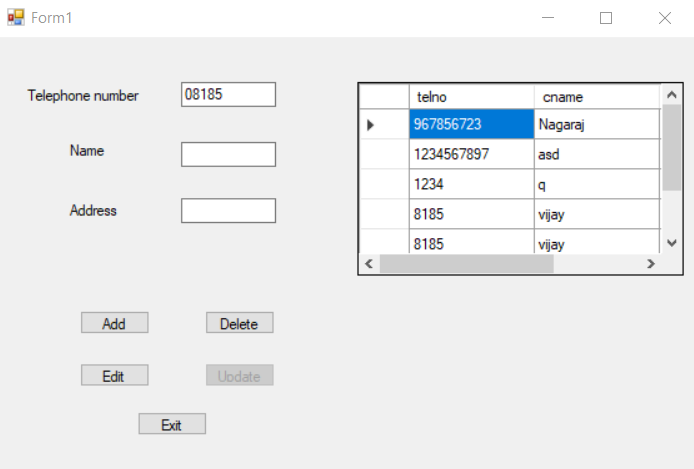 Form1
Telephone number 08185
Name
Address
telno cname
967856723 Nagaraj
1234567897 asd
1234 q
8185 vijay
8185 vijay
Add Delete
Edit Update
Exit